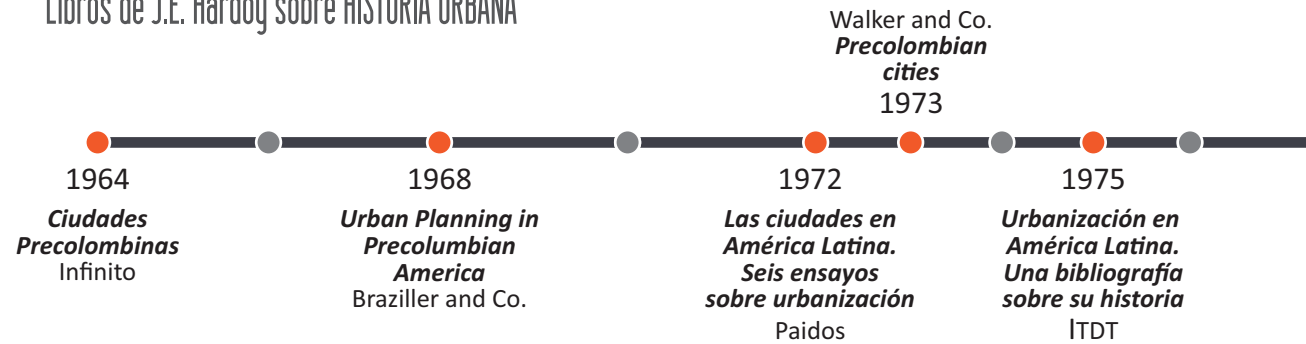 Libros de J.E. Hardoy sobre HISTORIA URBANA
Walker and Co.
Precolombian
cities
1973
1964
Ciudades
Precolombinas
Infinito
1968
Urban Planning in
Precolumbian
America
Braziller and Co.
1972
Las ciudades en
América Latina.
Seis ensayos
sobre urbanización
Paidos
1975
Urbanización en
América Latina.
Una bibliografía
sobre su historia
ITDT